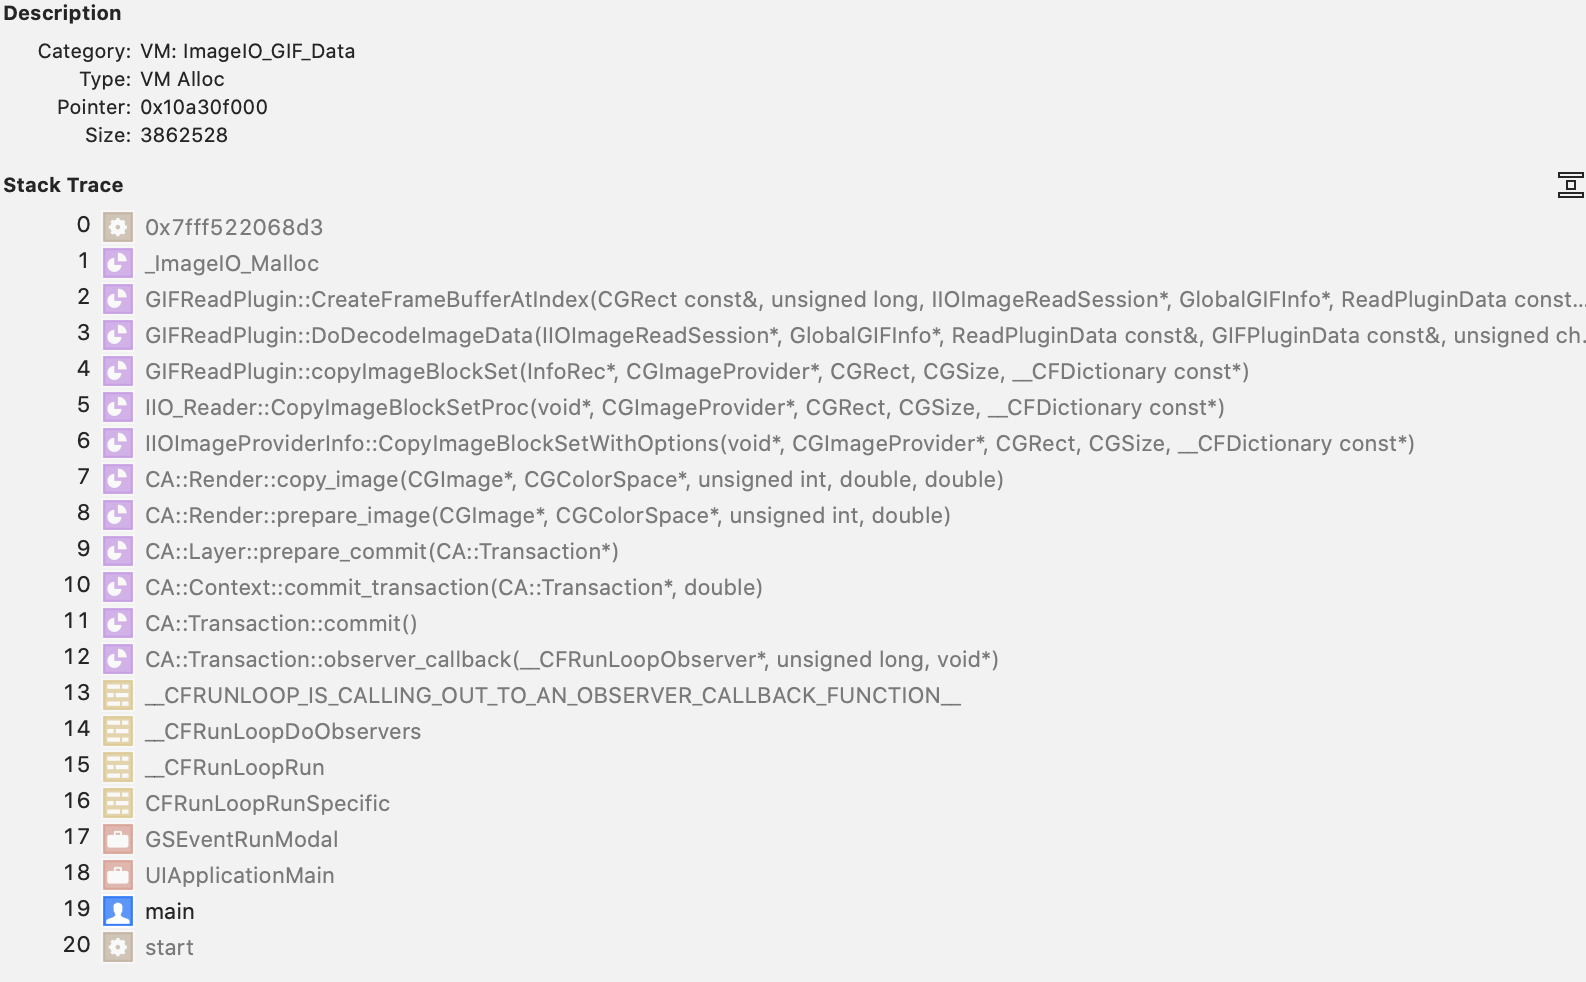 Description
Category: VM: ImageIO_GIF_Data
Type: VM Alloc
Pointer: 0x10a30f000
Size: 3862528
Stack Trace
0 0x7fff522068d3
1 _ImageIO_Malloc
2 GIFReadPlugin::CreateFrameBufferAtIndex(CGRect const&, unsigned long, IIOImageReadSession*, GlobalGIFInfo*, ReadPluginData const...
3 GIFReadPlugin::DoDecodeImageData(IIOImageReadSession*, GlobalGIFInfo*, ReadPluginData const&, GIFPluginData const&, unsigned ch...
4 GIFReadPlugin::copyImageBlockSet(InfoRec*, CGImageProvider*, CGRect, CGSize, __CFDictionary const*)
5 IIO_Reader::CopyImageBlockSetProc(void*, CGImageProvider*, CGRect, CGSize, __CFDictionary const*)
6 IIOImageProviderInfo::CopyImageBlockSetWithOptions(void*, CGImageProvider*, CGRect, CGSize, __CFDictionary const*)
7 CA::Render::copy_image(CGImage*, CGColorSpace*, unsigned int, double, double)
8 CA::Render::prepare_image(CGImage*, CGColorSpace*, unsigned int, double)
9 CA::Layer::prepare_commit(CA::Transaction*)
10 CA::Context::commit_transaction(CA::Transaction*, double)
11 CA::Transaction::commit()
12 CA::Transaction::observer_callback(__CFRunLoopObserver*, unsigned long, void*)
13 __CFRUNLOOP_IS_CALLING_OUT_TO_AN_OBSERVER_CALLBACK_FUNCTION__
14 __CFRunLoopDoObservers
15 __CFRunLoopRun
16 CFRunLoopRunSpecific
17 GSEventRunModal
18 UIApplicationMain
19 main
20 start